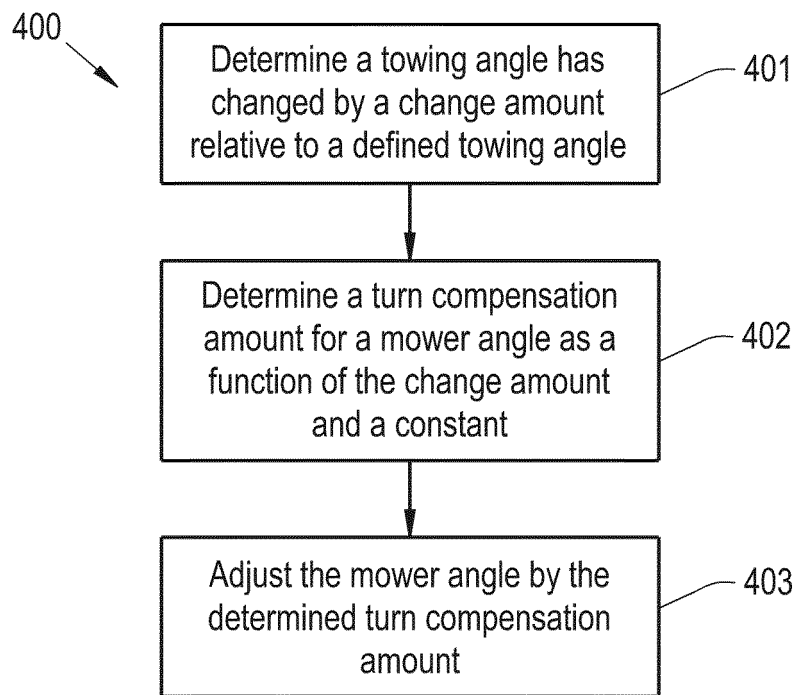 400
Determine a towing angle has
changed by a change amount
relative to a defined towing angle
401
Determine a turn compensation
amount for a mower angle as a
function of the change amount
and a constant
402
Adjust the mower angle by the
determined turn compensation
amount
403